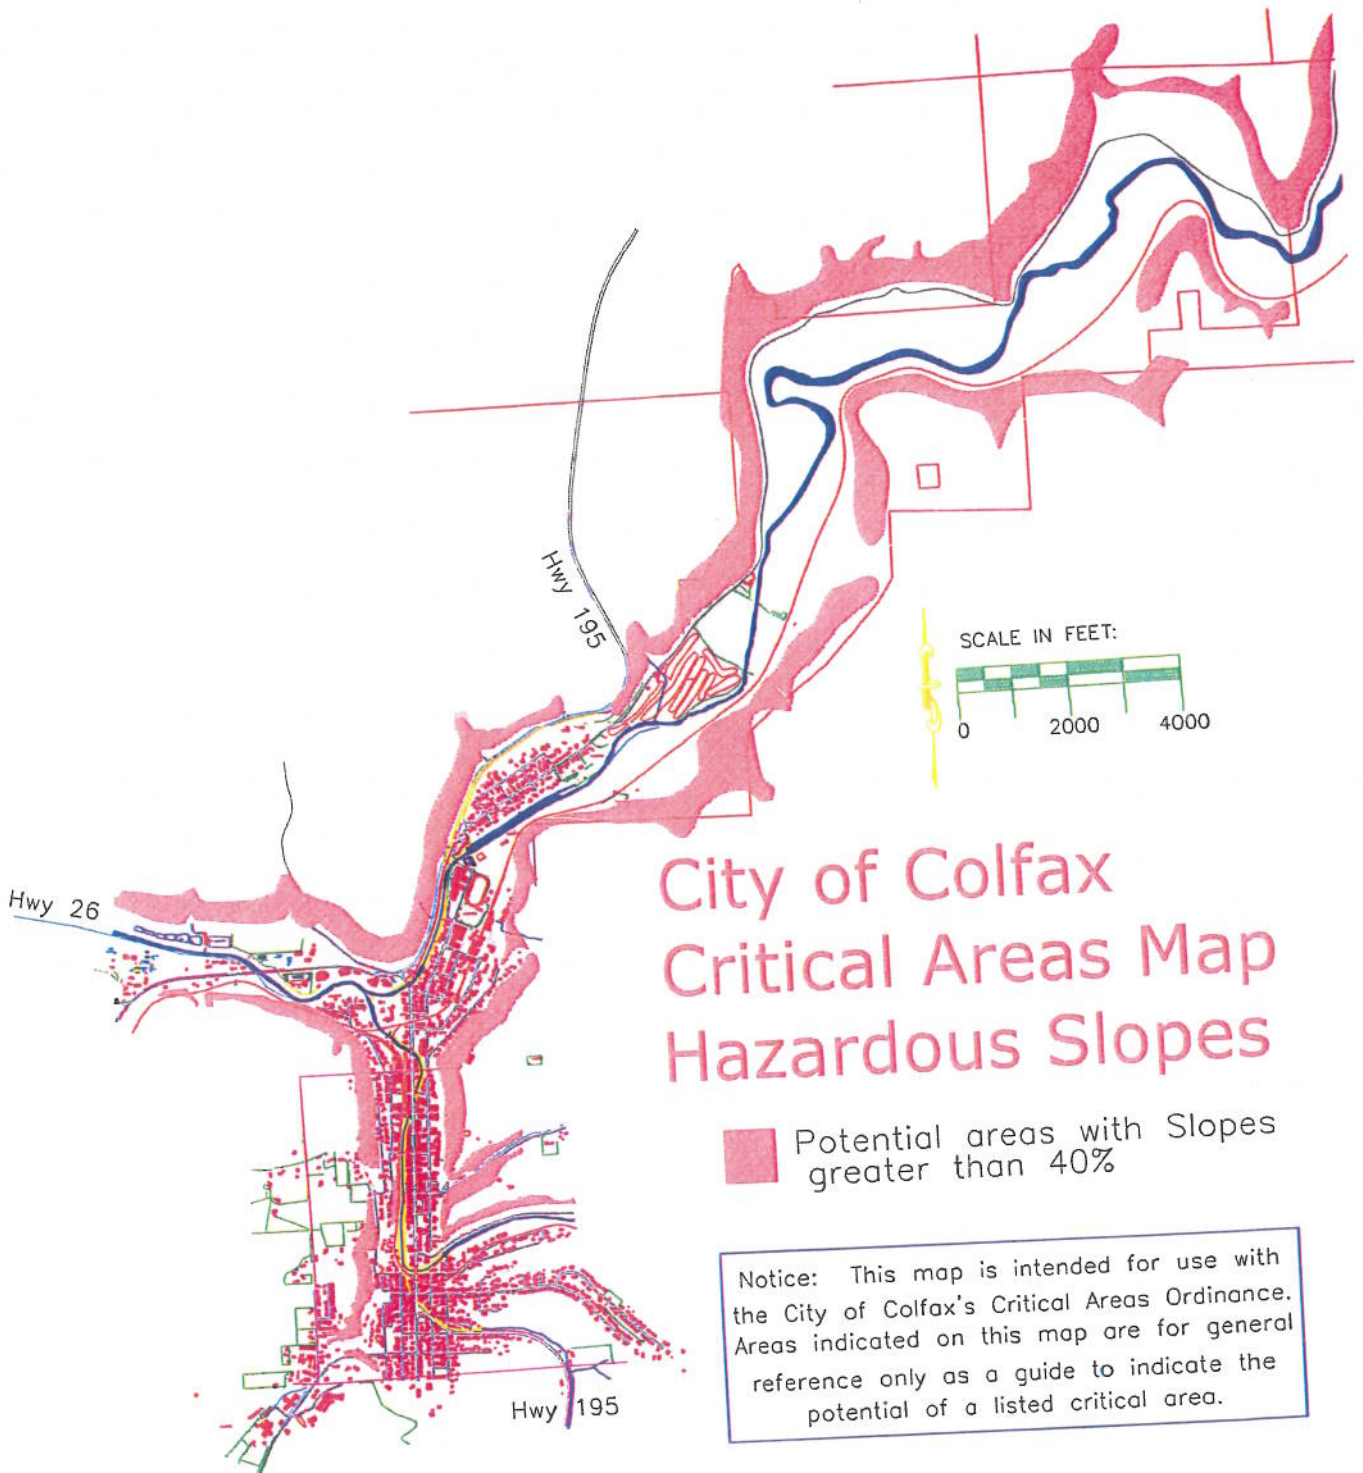 Hwy 195
SCALE IN FEET:
0 2000 4000
Hwy 26
City of Colfax
Critical Areas Map
Hazardous Slopes
Potential areas with Slopes
greater than 40%
Notice: This map is intended for use with
the City of Colfax's Critical Areas Ordinance.
Areas indicated on this map are for general
reference only as a guide to indicate the
potential of a listed critical area.
Hwy 195